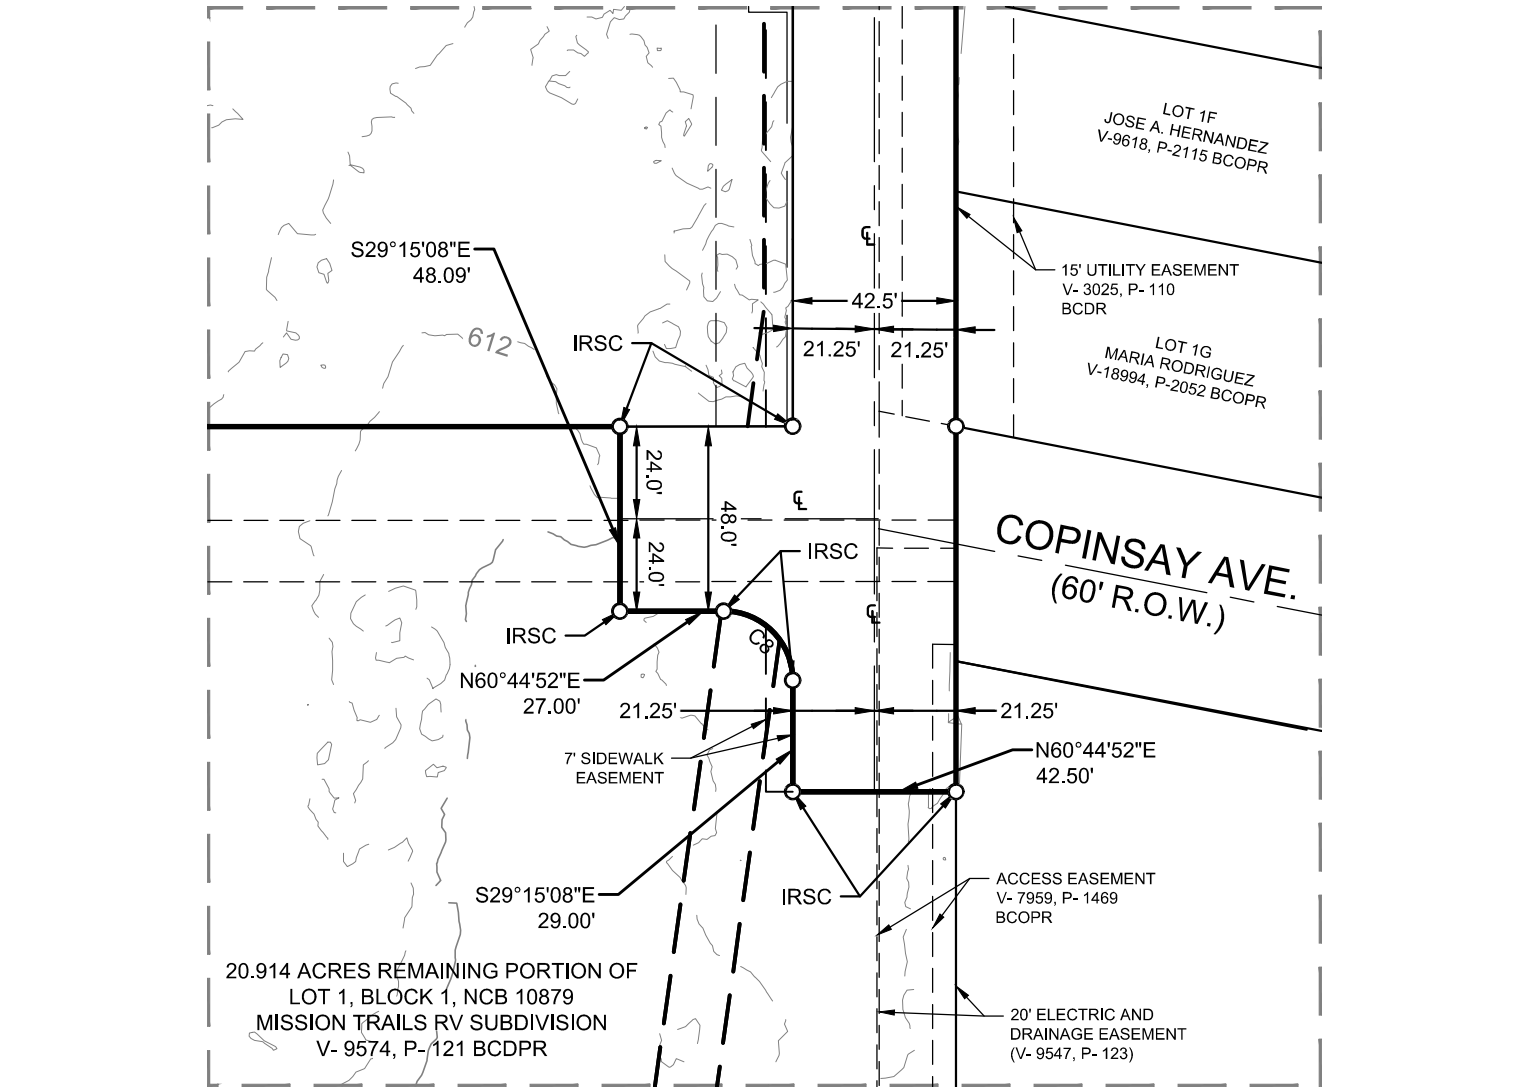 LOT 1F
JOSE A. HERNANDEZ
V-9618, P-2115 BCOPR
S29°15'08"E
48.09'
℄
15' UTILITY EASEMENT
V- 3025, P- 110
BCDR
42.5'
21.25'
21.25'
612
IRSC
LOT 1G
MARIA RODRIGUEZ
V-18994, P-2052 BCOPR
24.0'
48.0'
24.0'
℄
IRSC
COPINSAY AVE.
(60' R.O.W.)
℄
IRSC
C8
N60°44'52"E
27.00'
21.25'
21.25'
7' SIDEWALK
EASEMENT
N60°44'52"E
42.50'
S29°15'08"E
29.00'
IRSC
ACCESS EASEMENT
V- 7959, P- 1469
BCOPR
20.914 ACRES REMAINING PORTION OF
LOT 1, BLOCK 1, NCB 10879
MISSION TRAILS RV SUBDIVISION
V- 9574, P- 121 BCDPR
20' ELECTRIC AND
DRAINAGE EASEMENT
(V- 9547, P- 123)